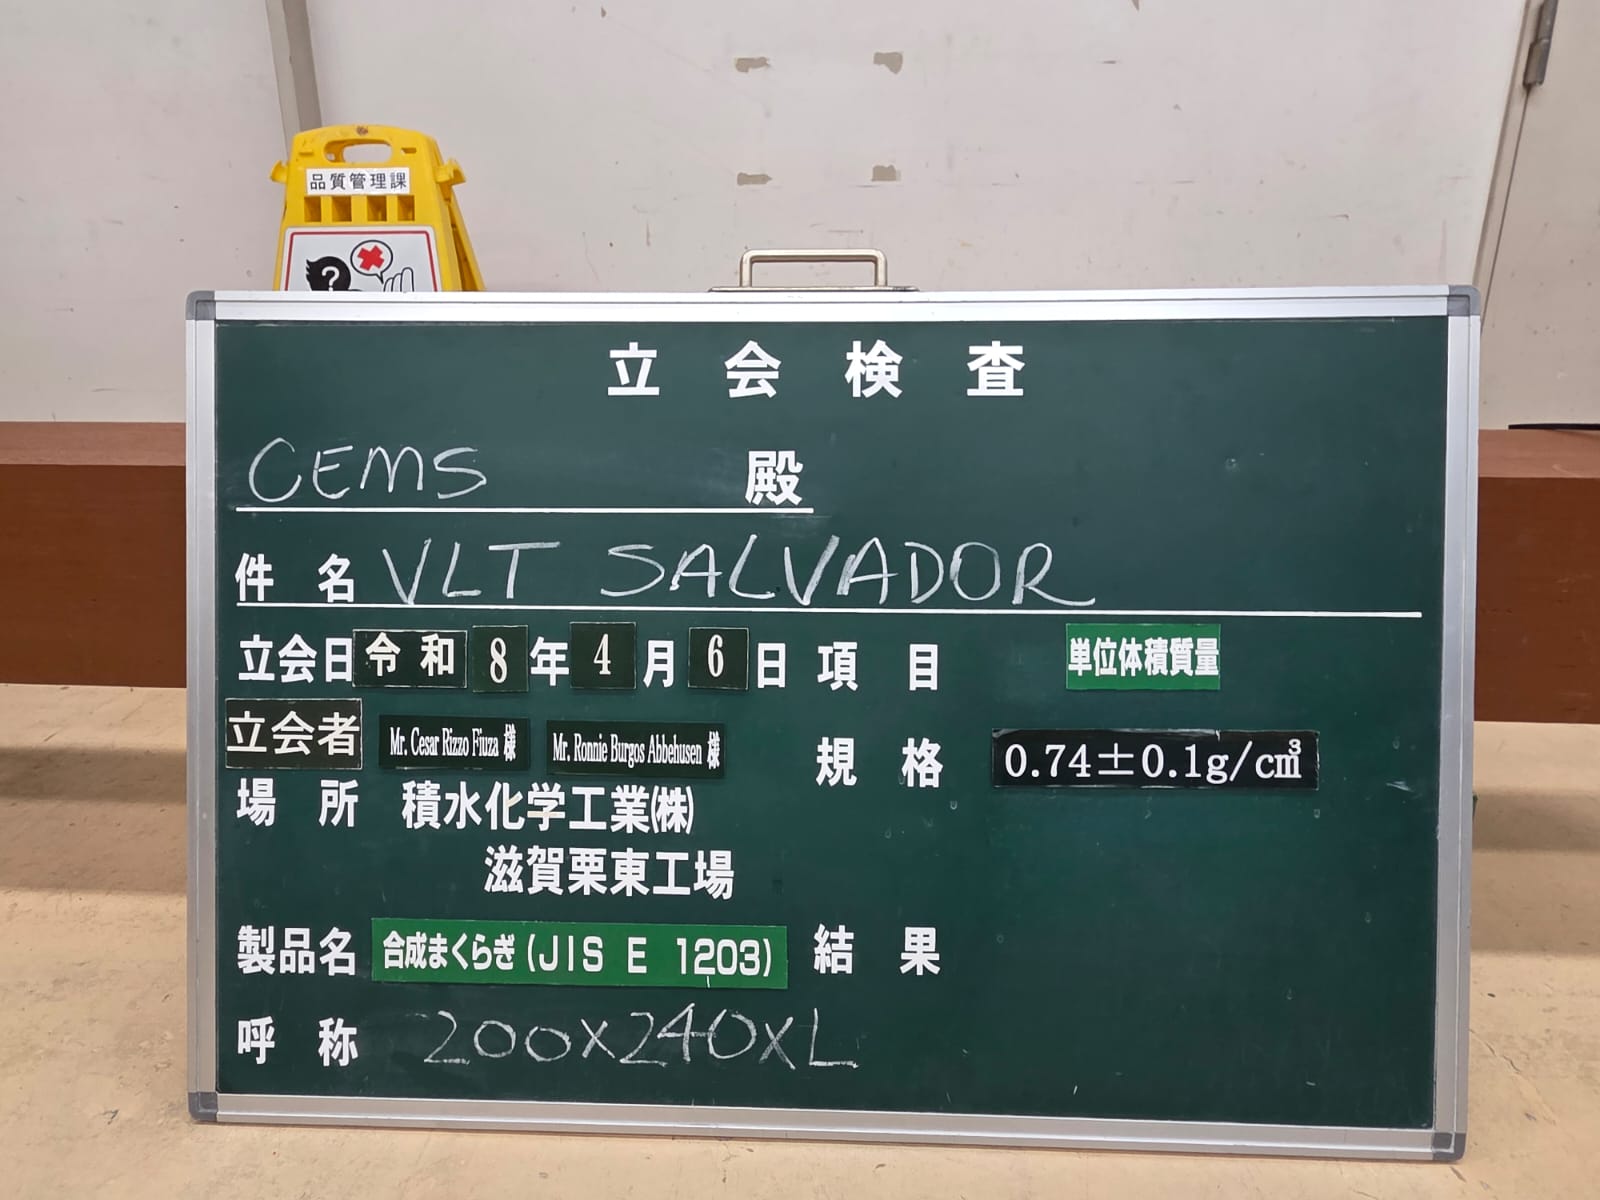 品質管理課
?
立会検査
CEMS 殿
件名 VLT SALVADOR
立会日 令和 8 年 4 月 6 日 項目 単位体積質量
立会者 Mr. Cesar Rizzo Fiuza 様 Mr. Ronnie Burgos Abbehusen 様 規格 0.74±0.1g/cm³
場所 積水化学工業㈱
滋賀栗東工場
製品名 合成まくらぎ(JIS E 1203) 結果
呼称 200x240xL